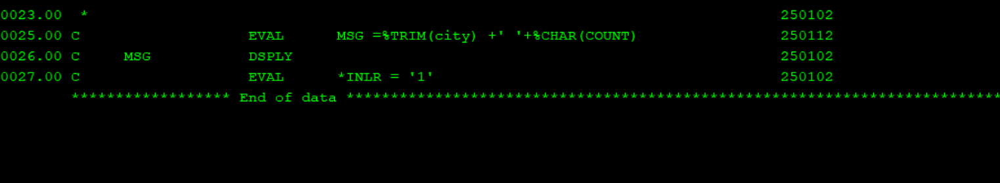 0023.00  *                                                                               250102
0025.00 C                   EVAL      MSG =%TRIM(city) +' '+%CHAR(COUNT)                250112
0026.00 C     MSG           DSPLY                                                       250102
0027.00 C                   EVAL      *INLR = '1'                                       250102
****************** End of data ******************************************************************************